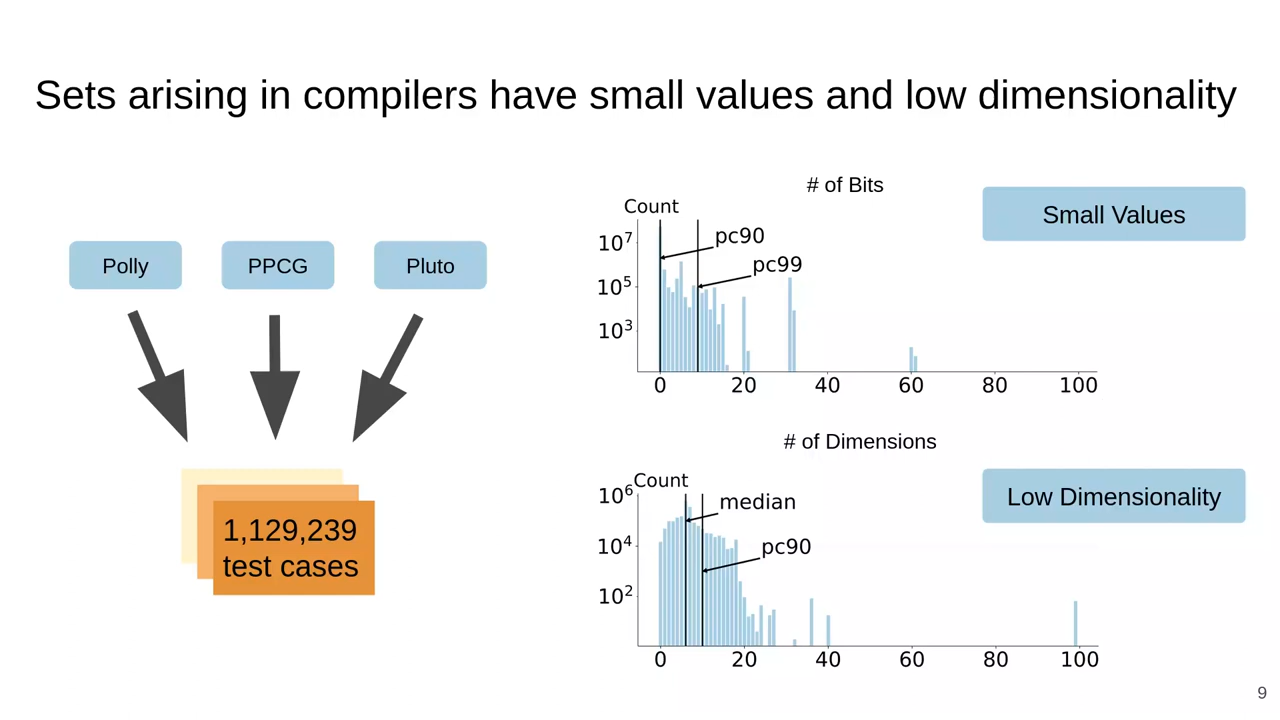 Sets arising in compilers have small values and low dimensionality
Polly
PPCG
Pluto
1,129,239
test cases
# of Bits
Small Values
Count
10⁷
10⁵
10³
pc90
pc99
0 20 40 60 80 100
# of Dimensions
Low Dimensionality
Count
10⁶
10⁴
10²
median
pc90
0 20 40 60 80 100
9